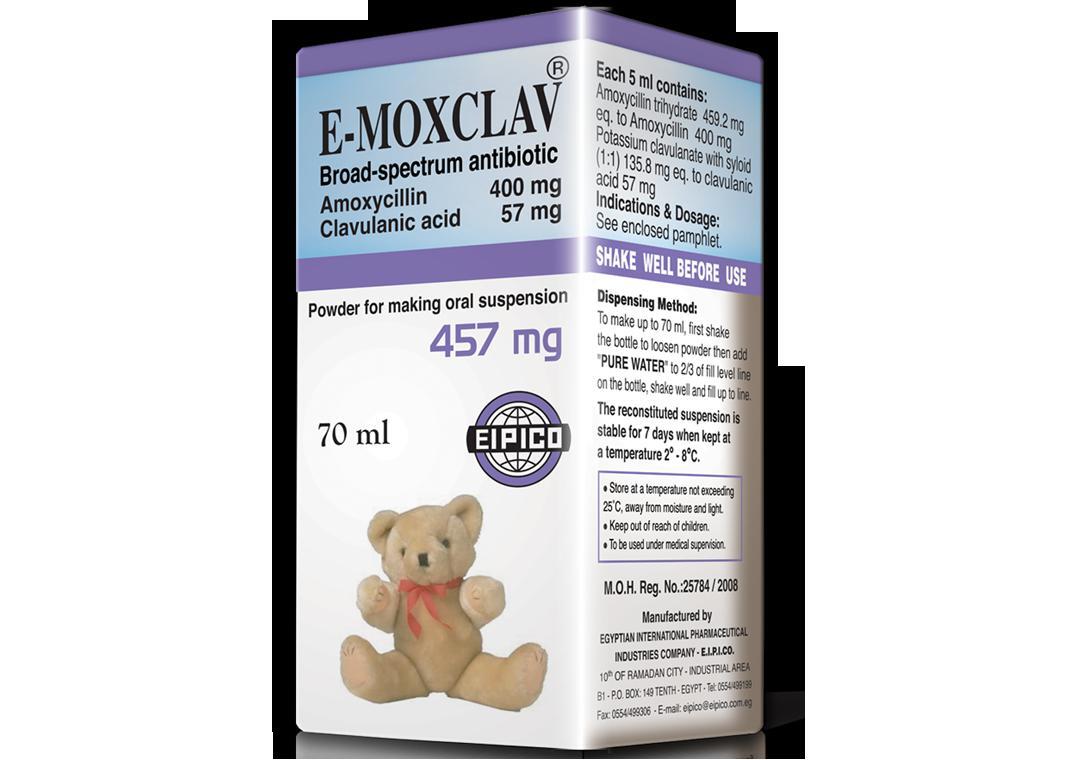 E-MOXCLAV®
Broad-spectrum antibiotic
Amoxycillin 400 mg
Clavulanic acid 57 mg
Powder for making oral suspension
457 mg
70 ml
EIPICO
Each 5 ml contains:
Amoxycillin trihydrate 459.2 mg
eq. to Amoxycillin 400 mg
Potassium clavulanate with syloid
(1:1) 135.8 mg eq. to clavulanic
acid 57 mg
Indications & Dosage:
See enclosed pamphlet.
SHAKE WELL BEFORE USE
Dispensing Method:
To make up to 70 ml, first shake
the bottle to loosen powder then add
"PURE WATER" to 2/3 of fill level line
on the bottle, shake well and fill up to line.
The reconstituted suspension is
stable for 7 days when kept at
a temperature 2° - 8°C.
• Store at a temperature not exceeding
25°C, away from moisture and light.
• Keep out of reach of children.
• To be used under medical supervision.
M.O.H. Reg. No.:25784 / 2008
Manufactured by
EGYPTIAN INTERNATIONAL PHARMACEUTICAL
INDUSTRIES COMPANY - E.I.P.I.CO.
10th OF RAMADAN CITY - INDUSTRIAL AREA
B1 - P.O. BOX: 149 TENTH - EGYPT - Tel: 0554/499199
Fax: 0554/499306 - E-mail: eipico@eipico.com.eg